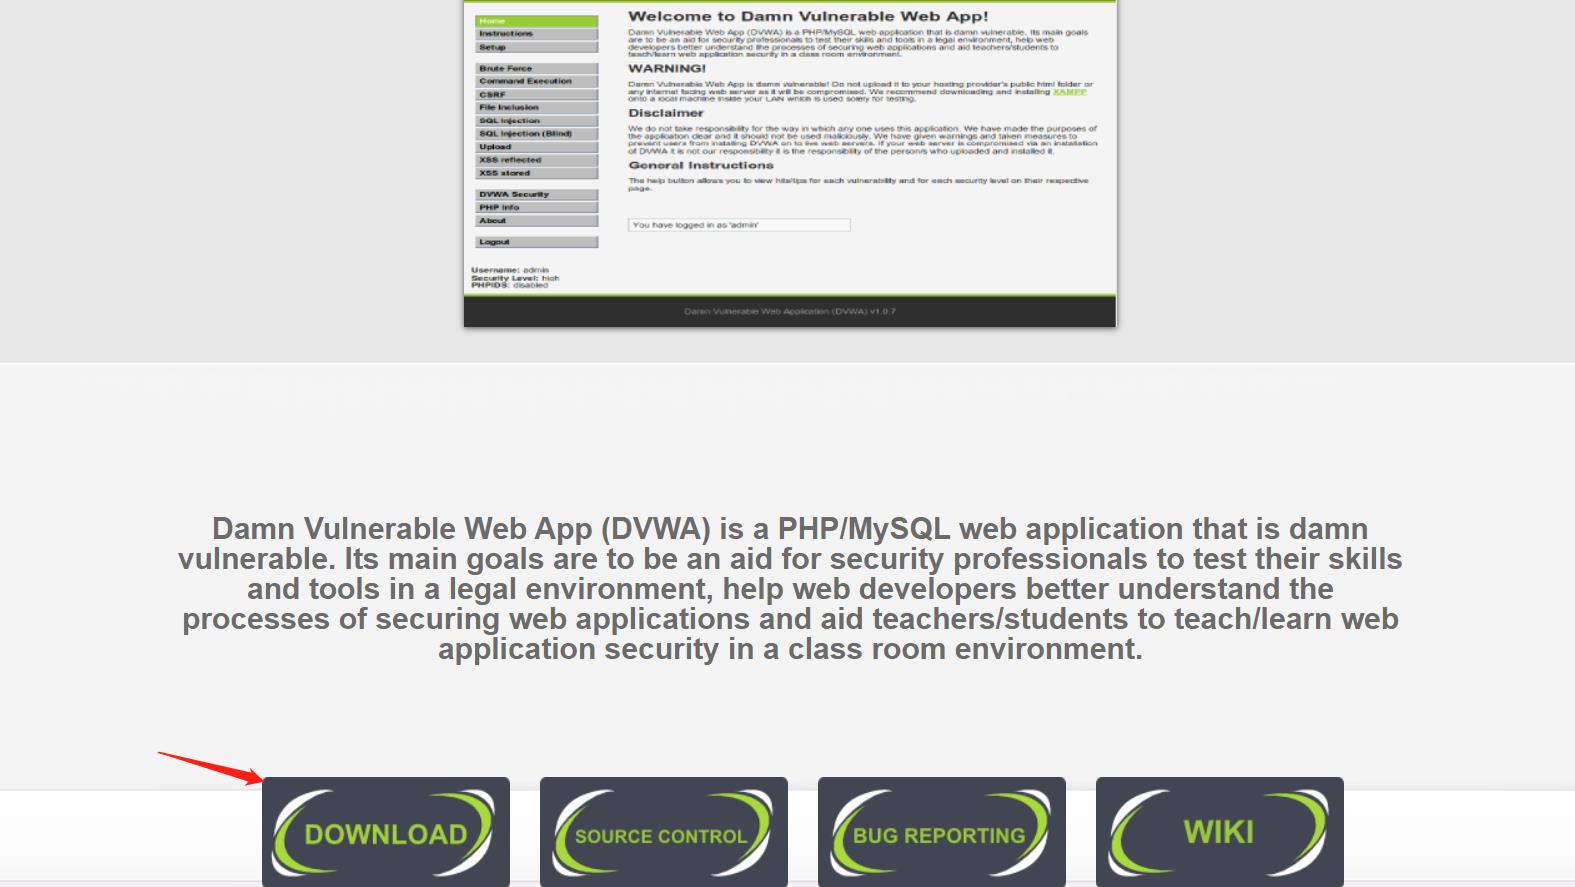 Home
Instructions
Setup
Brute Force
Command Execution
CSRF
File Inclusion
SQL Injection
SQL Injection (Blind)
Upload
XSS reflected
XSS stored
DVWA Security
PHP Info
About
Logout
Username: admin
Security Level: high
PHPIDS: disabled
Welcome to Damn Vulnerable Web App!
Damn Vulnerable Web App (DVWA) is a PHP/MySQL web application that is damn vulnerable. Its main goals
are to be an aid for security professionals to test their skills and tools in a legal environment, help web
developers better understand the processes of securing web applications and aid teachers/students to
teach/learn web application security in a class room environment.
WARNING!
Damn Vulnerable Web App is damn vulnerable! Do not upload it to your hosting provider's public html folder or
any internet facing web server as it will be compromised. We recommend downloading and installing XAMPP
onto a local machine inside your LAN which is used solely for testing.
Disclaimer
We do not take responsibility for the way in which any one uses this application. We have made the purposes of
the application clear and it should not be used maliciously. We have given warnings and taken measures to
prevent users from installing DVWA on to live web servers. If your web server is compromised via an installation
of DVWA it is not our responsibility it is the responsibility of the person/s who uploaded and installed it.
General Instructions
The help button allows you to view hits/tips for each vulnerability and for each security level on their respective
page.
You have logged in as 'admin'
Damn Vulnerable Web Application (DVWA) v1.0.7
Damn Vulnerable Web App (DVWA) is a PHP/MySQL web application that is damn
vulnerable. Its main goals are to be an aid for security professionals to test their skills
and tools in a legal environment, help web developers better understand the
processes of securing web applications and aid teachers/students to teach/learn web
application security in a class room environment.
DOWNLOAD
SOURCE CONTROL
BUG REPORTING
WIKI